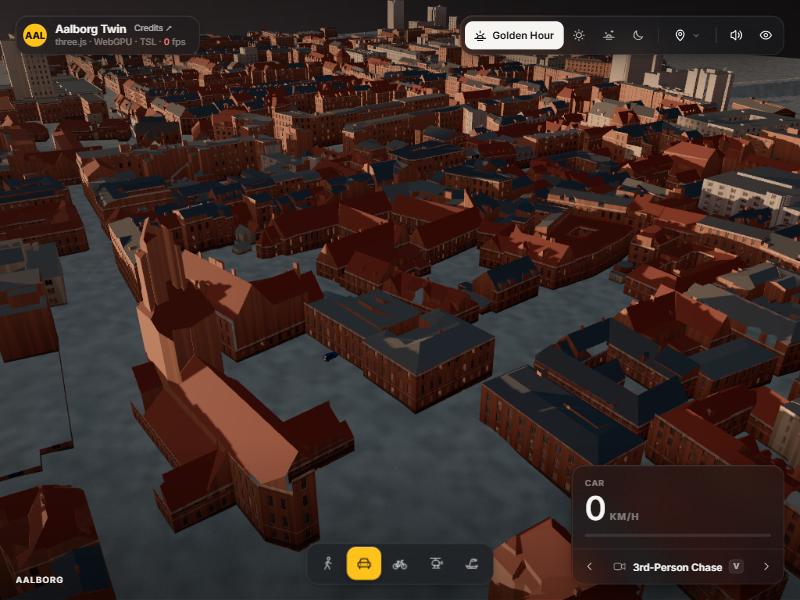 AAL
Aalborg Twin Credits ↗
three.js · WebGPU · TSL · 0 fps
Golden Hour
CAR
0 KM/H
3rd-Person Chase V
AALBORG